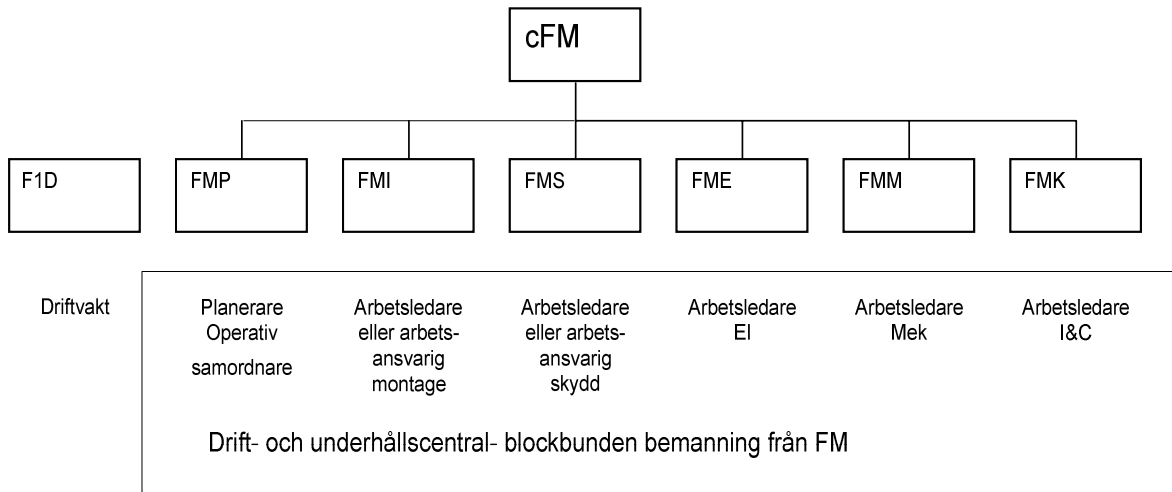 cFM
F1D
FMP
FMI
FMS
FME
FMM
FMK
Driftvakt
Planerare
Operativ
samordnare
Arbetsledare
eller arbets-
ansvarig
montage
Arbetsledare
eller arbets-
ansvarig
skydd
Arbetsledare
El
Arbetsledare
Mek
Arbetsledare
I&C
Drift- och underhållscentral- blockbunden bemanning från FM